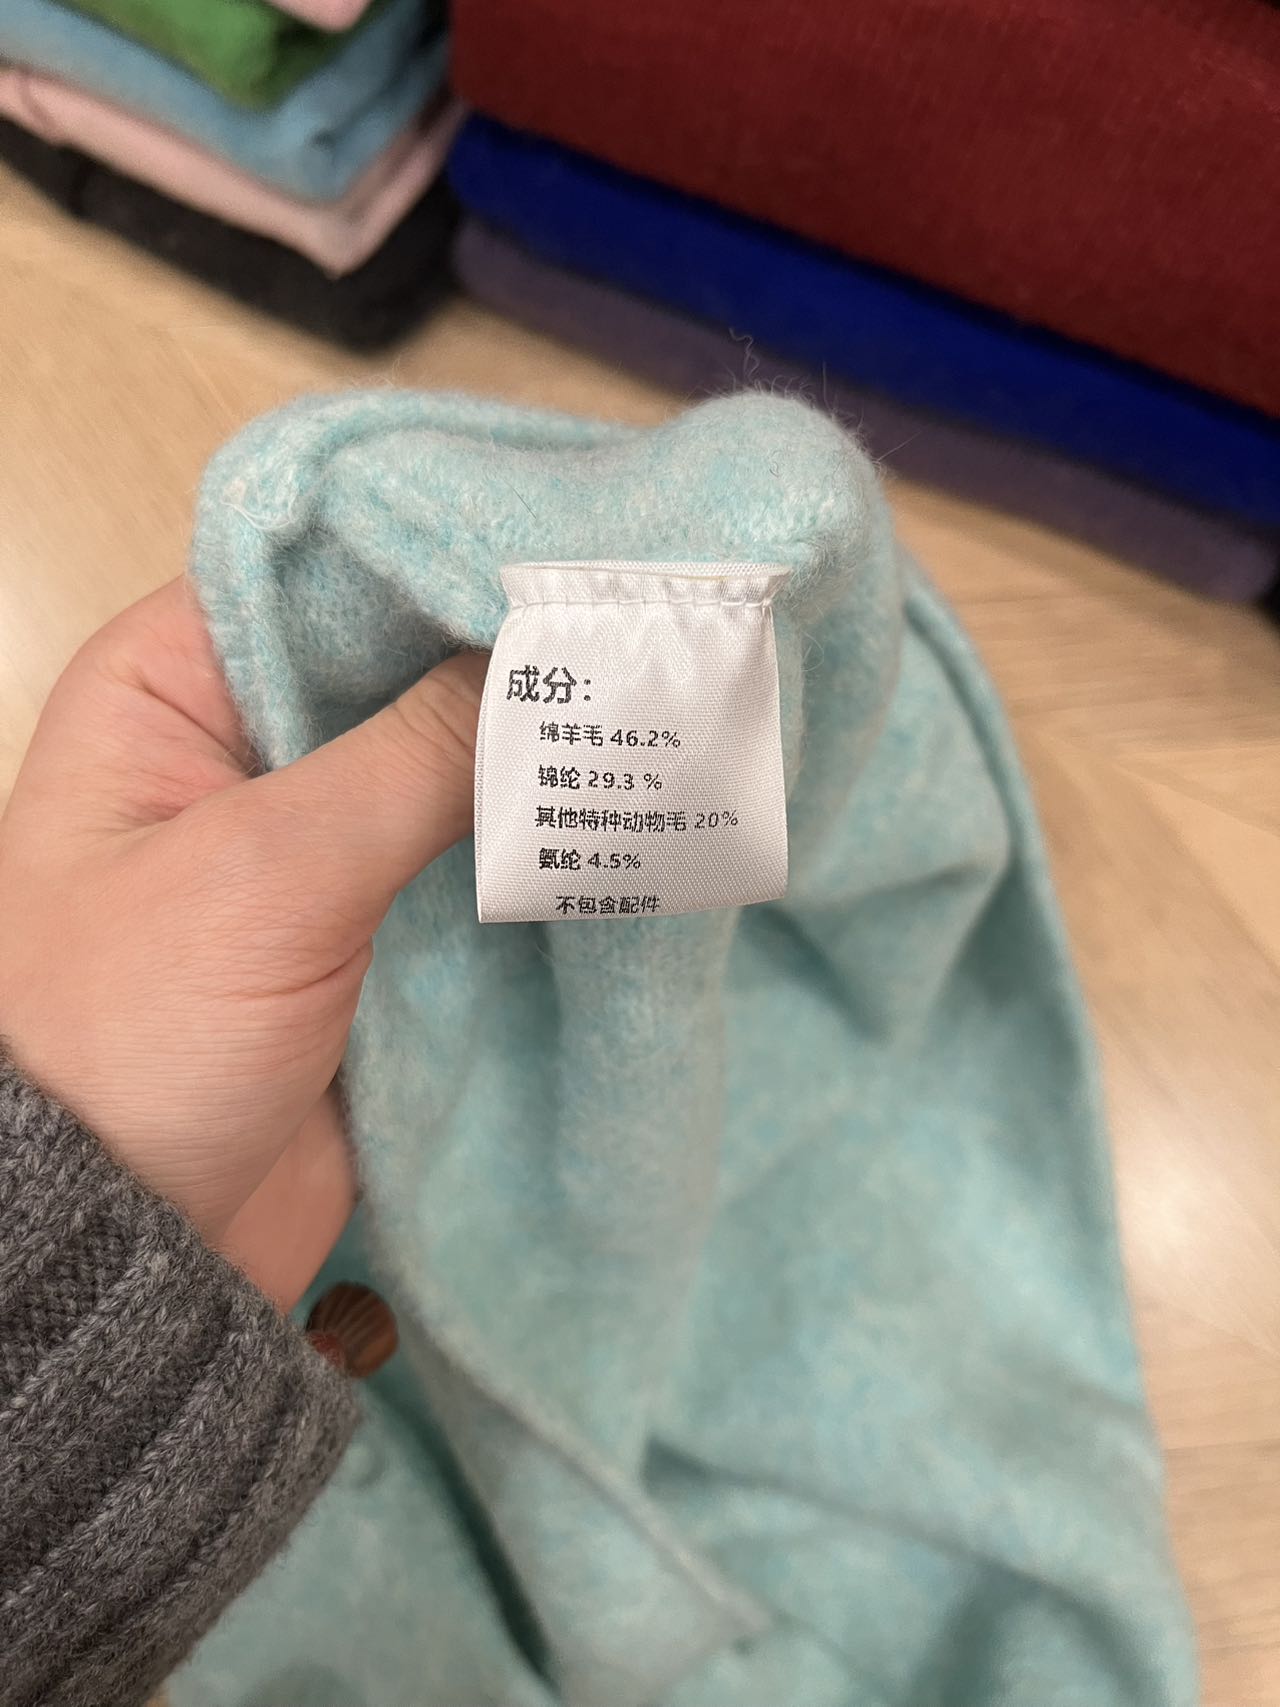 成分：
绵羊毛 46.2%
锦纶 29.3 %
其他特种动物毛 20%
氨纶 4.5%
不包含配件